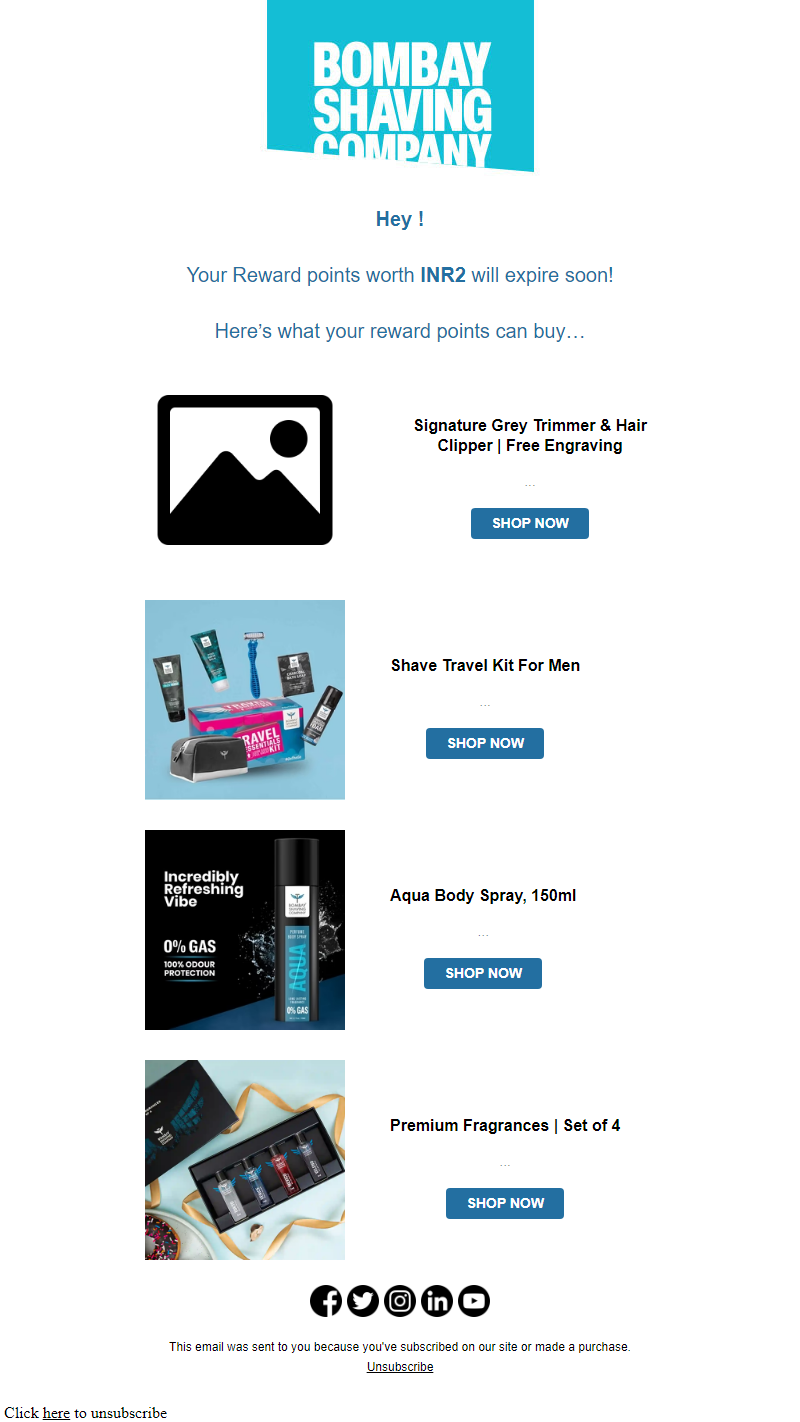 BOMBAY
SHAVING
COMPANY
Hey !
Your Reward points worth INR2 will expire soon!
Here’s what your reward points can buy…
Signature Grey Trimmer & Hair
Clipper | Free Engraving
...
SHOP NOW
TRAVEL
ESSENTIALS
KIT
Shave Travel Kit For Men
...
SHOP NOW
Incredibly
Refreshing
Vibe
0% GAS
100% ODOUR
PROTECTION
BOMBAY
SHAVING
COMPANY
PERFUME
BODY SPRAY
AQUA
0% GAS
Aqua Body Spray, 150ml
...
SHOP NOW
Premium Fragrances | Set of 4
...
SHOP NOW
This email was sent to you because you've subscribed on our site or made a purchase.
Unsubscribe
Click here to unsubscribe